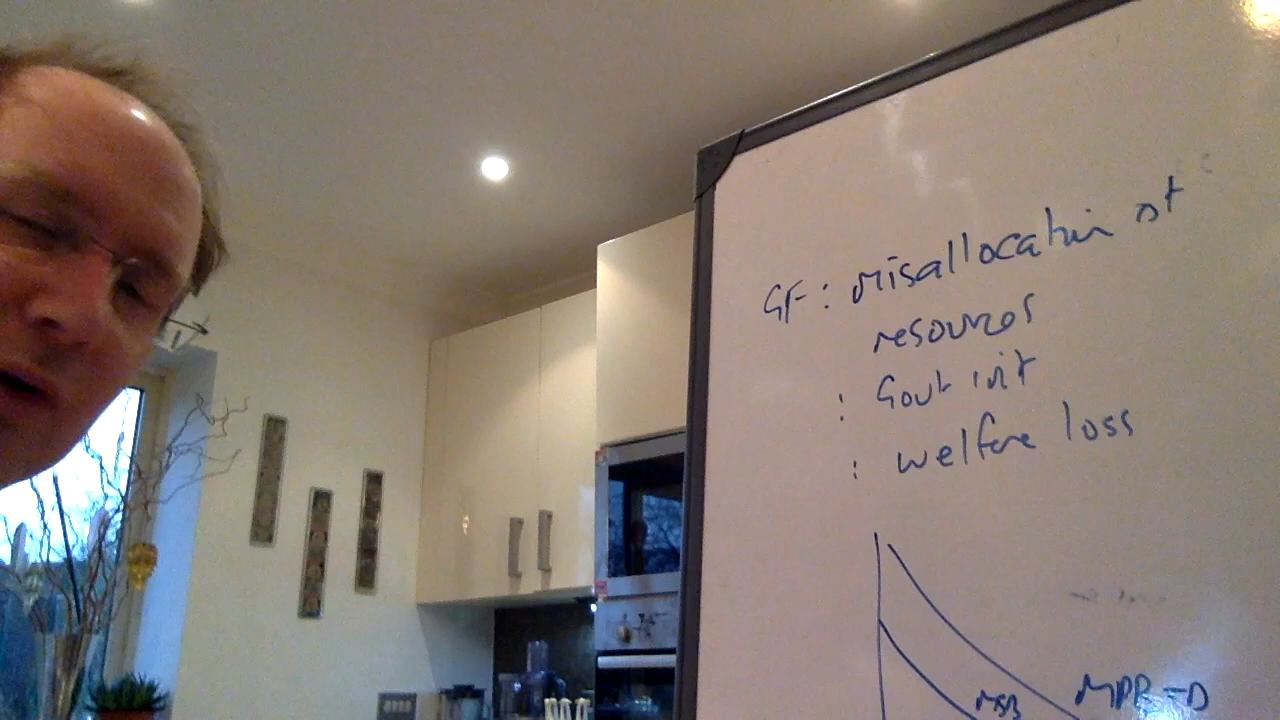 GF: misallocation of
resources
: Govt int
: welfare loss
MSB
MPB = D